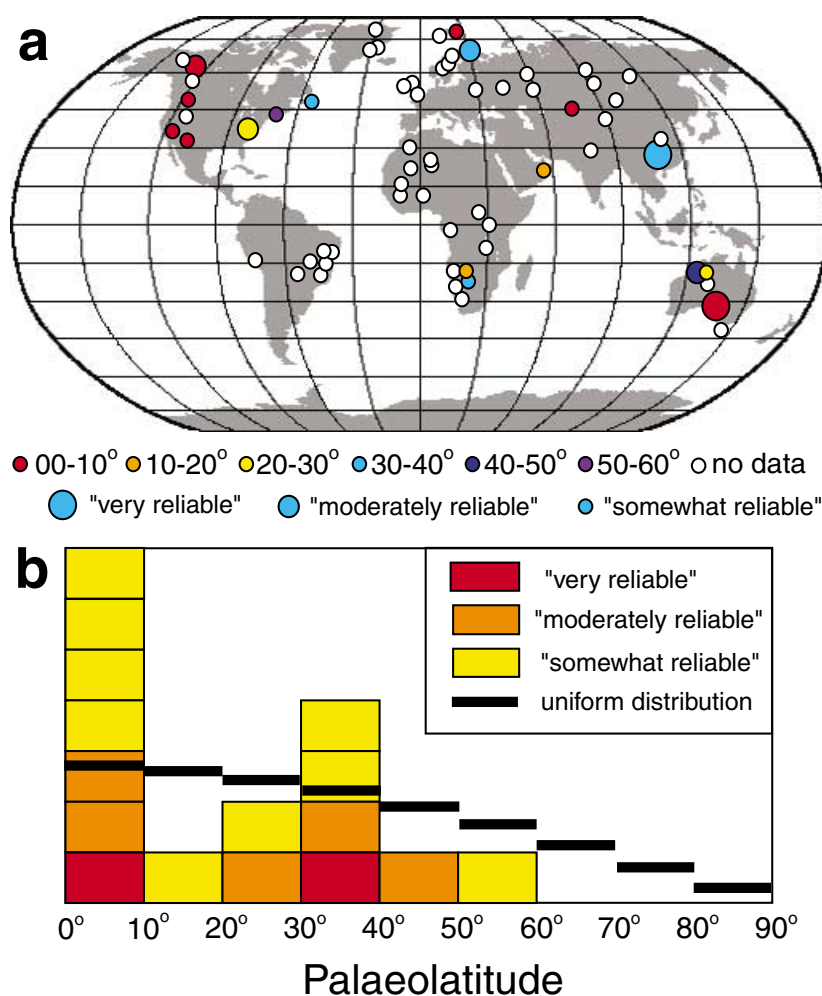 a
00-10° 10-20° 20-30° 30-40° 40-50° 50-60° no data
"very reliable" "moderately reliable" "somewhat reliable"
b
"very reliable"
"moderately reliable"
"somewhat reliable"
uniform distribution
0° 10° 20° 30° 40° 50° 60° 70° 80° 90°
Palaeolatitude